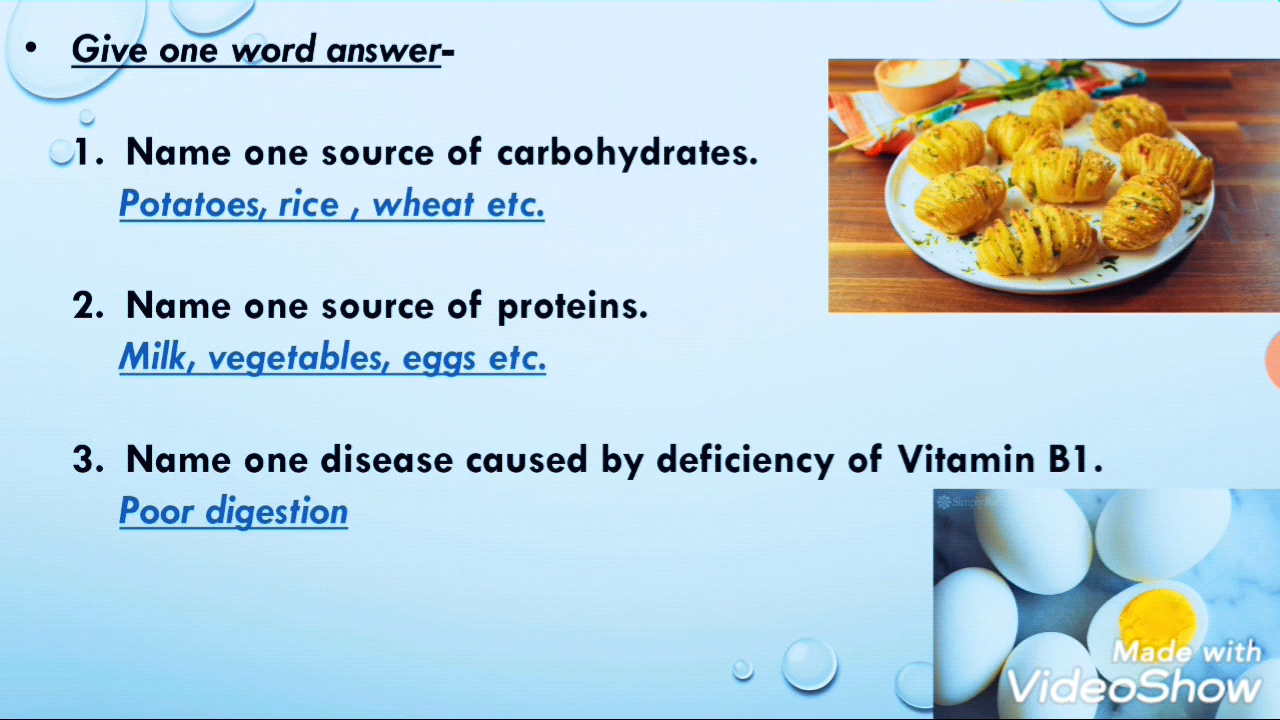 • Give one word answer-
1. Name one source of carbohydrates.
Potatoes, rice , wheat etc.
2. Name one source of proteins.
Milk, vegetables, eggs etc.
3. Name one disease caused by deficiency of Vitamin B1.
Poor digestion
Made with
VideoShow